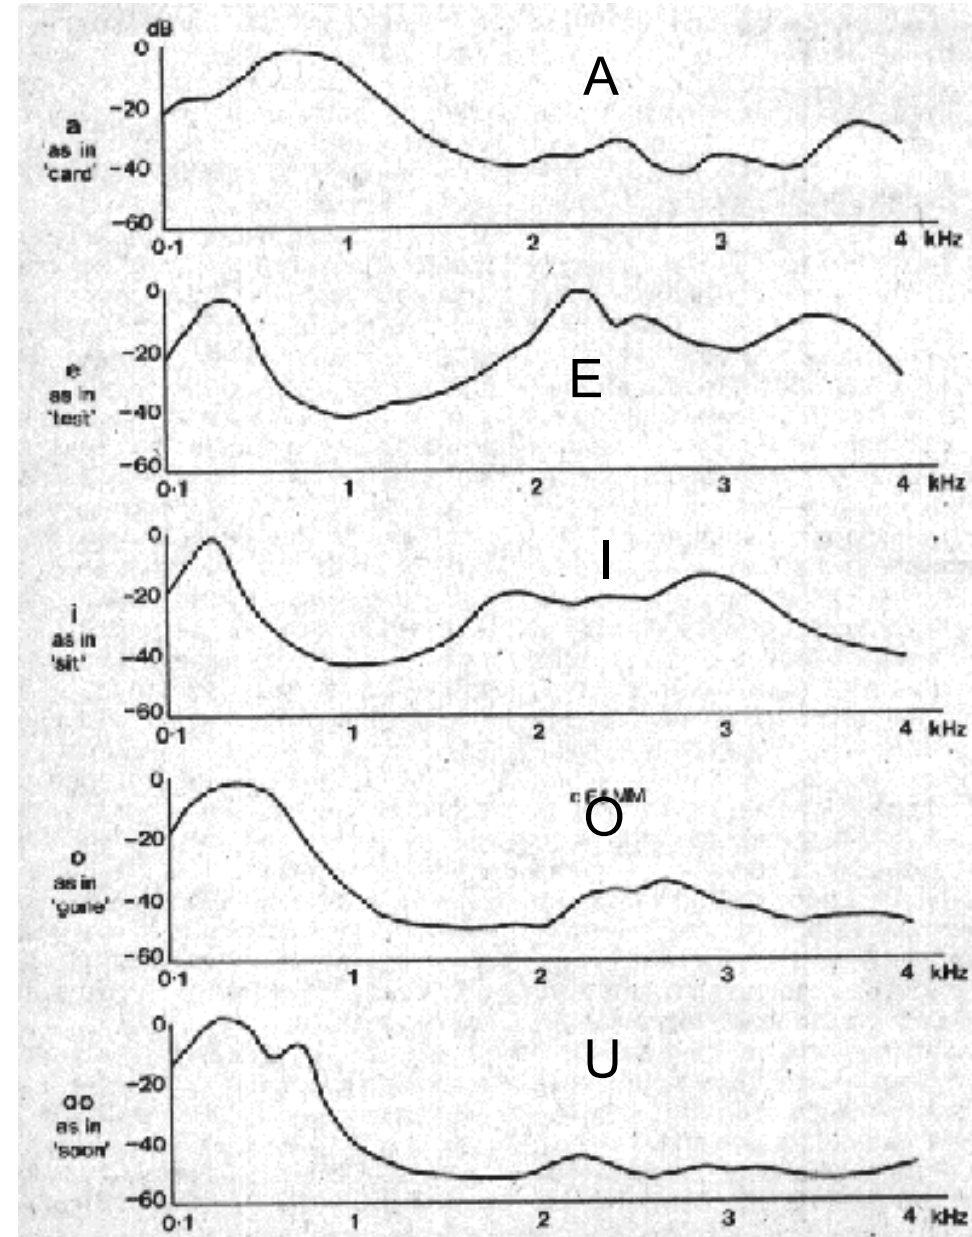 dB
0
A
-20
a
as in
'card'
-40
-60
0·1 1 2 3 4 kHz
0
-20
E
e
as in
'test'
-40
-60
0·1 1 2 3 4 kHz
0
I
-20
i
as in
'sit'
-40
-60
0·1 1 2 3 4 kHz
0
O
-20
o
as in
'gone'
-40
-60
0·1 1 2 3 4 kHz
0
U
-20
oo
as in
'soon'
-40
-60
0·1 1 2 3 4 kHz